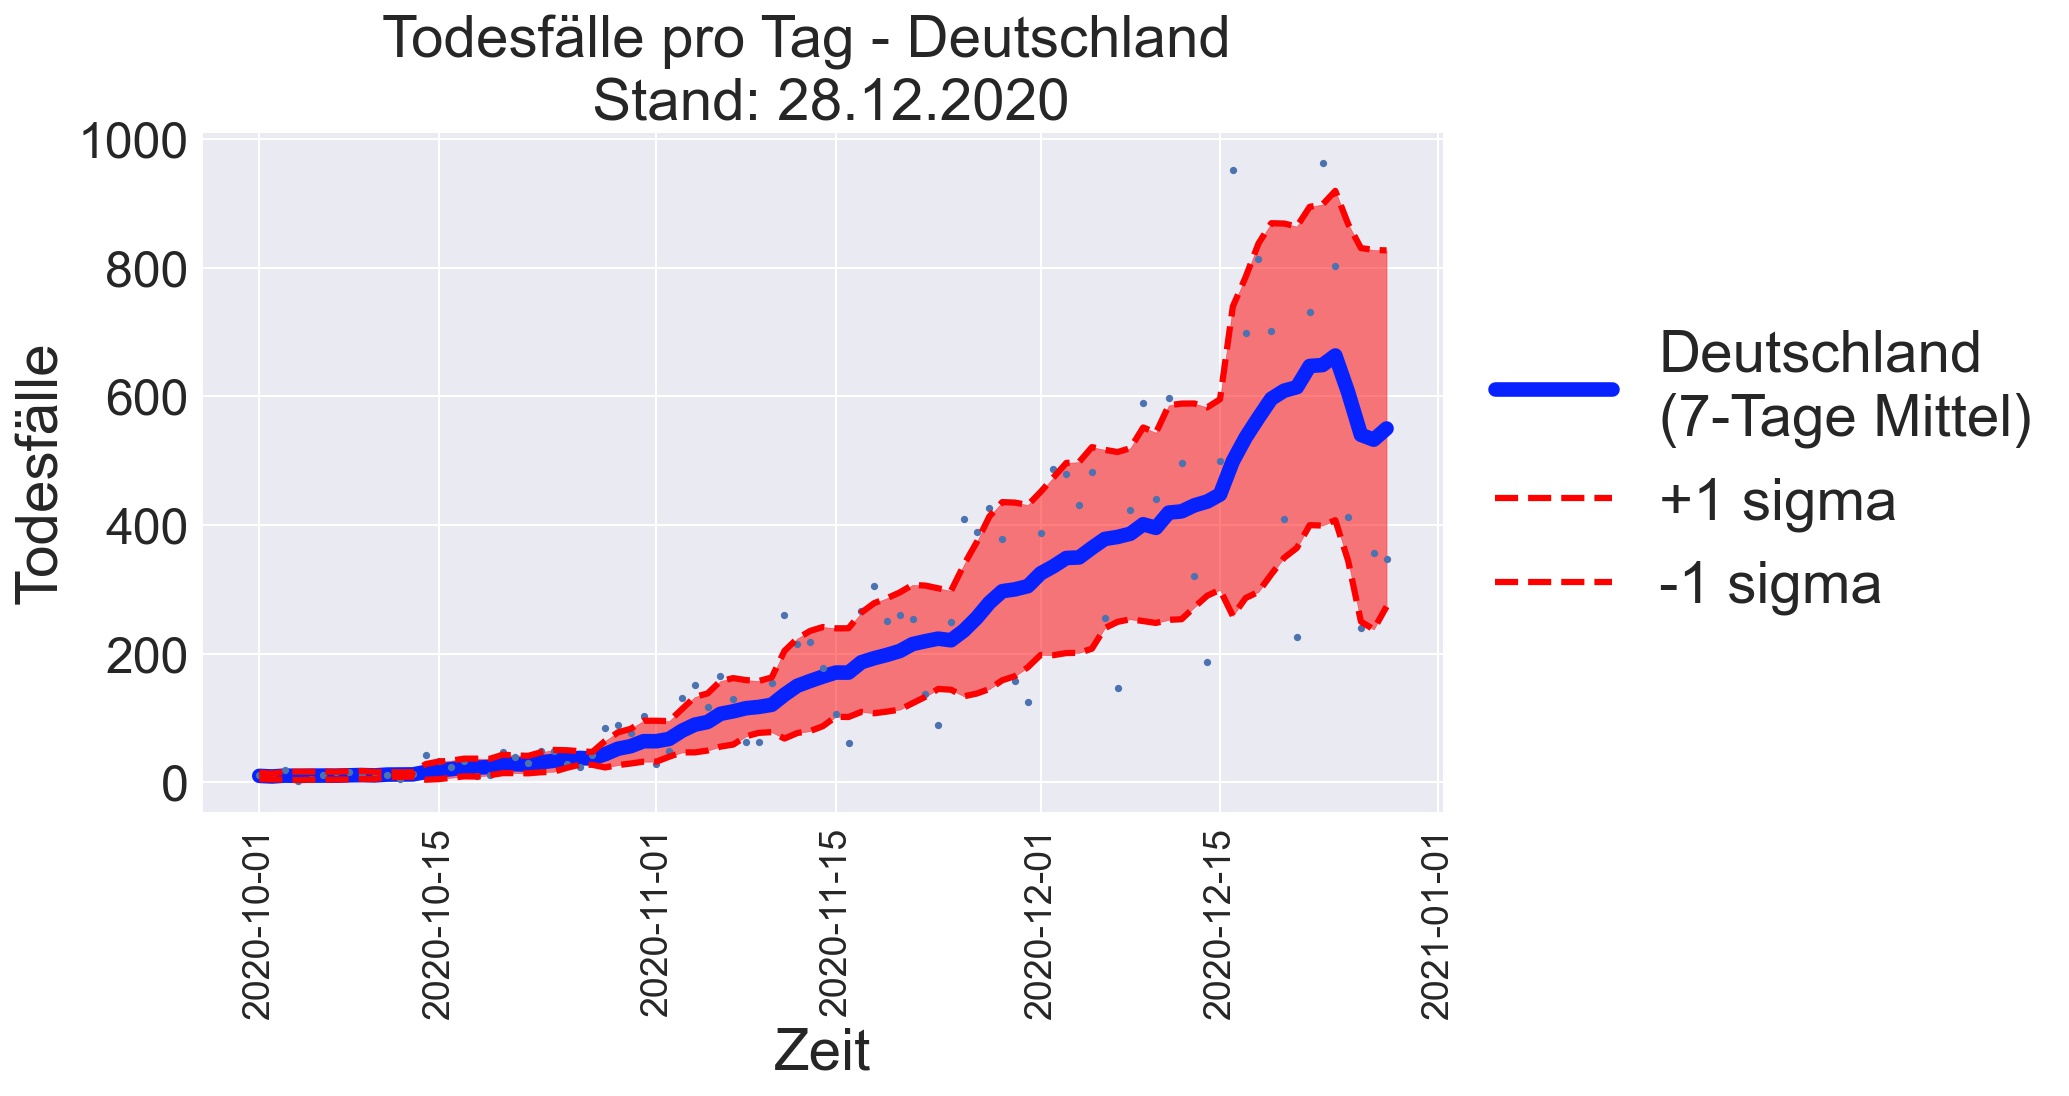 Todesfälle pro Tag - Deutschland
Stand: 28.12.2020
Todesfälle
1000
800
600
400
200
0
2020-10-01
2020-10-15
2020-11-01
2020-11-15
2020-12-01
2020-12-15
2021-01-01
Zeit
Deutschland
(7-Tage Mittel)
+1 sigma
-1 sigma